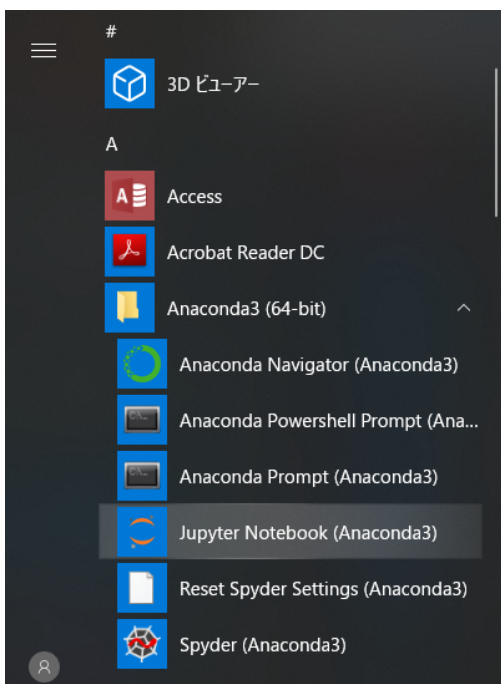 #
3D ビューアー
A
Access
Acrobat Reader DC
Anaconda3 (64-bit)
Anaconda Navigator (Anaconda3)
Anaconda Powershell Prompt (Ana...
Anaconda Prompt (Anaconda3)
Jupyter Notebook (Anaconda3)
Reset Spyder Settings (Anaconda3)
Spyder (Anaconda3)